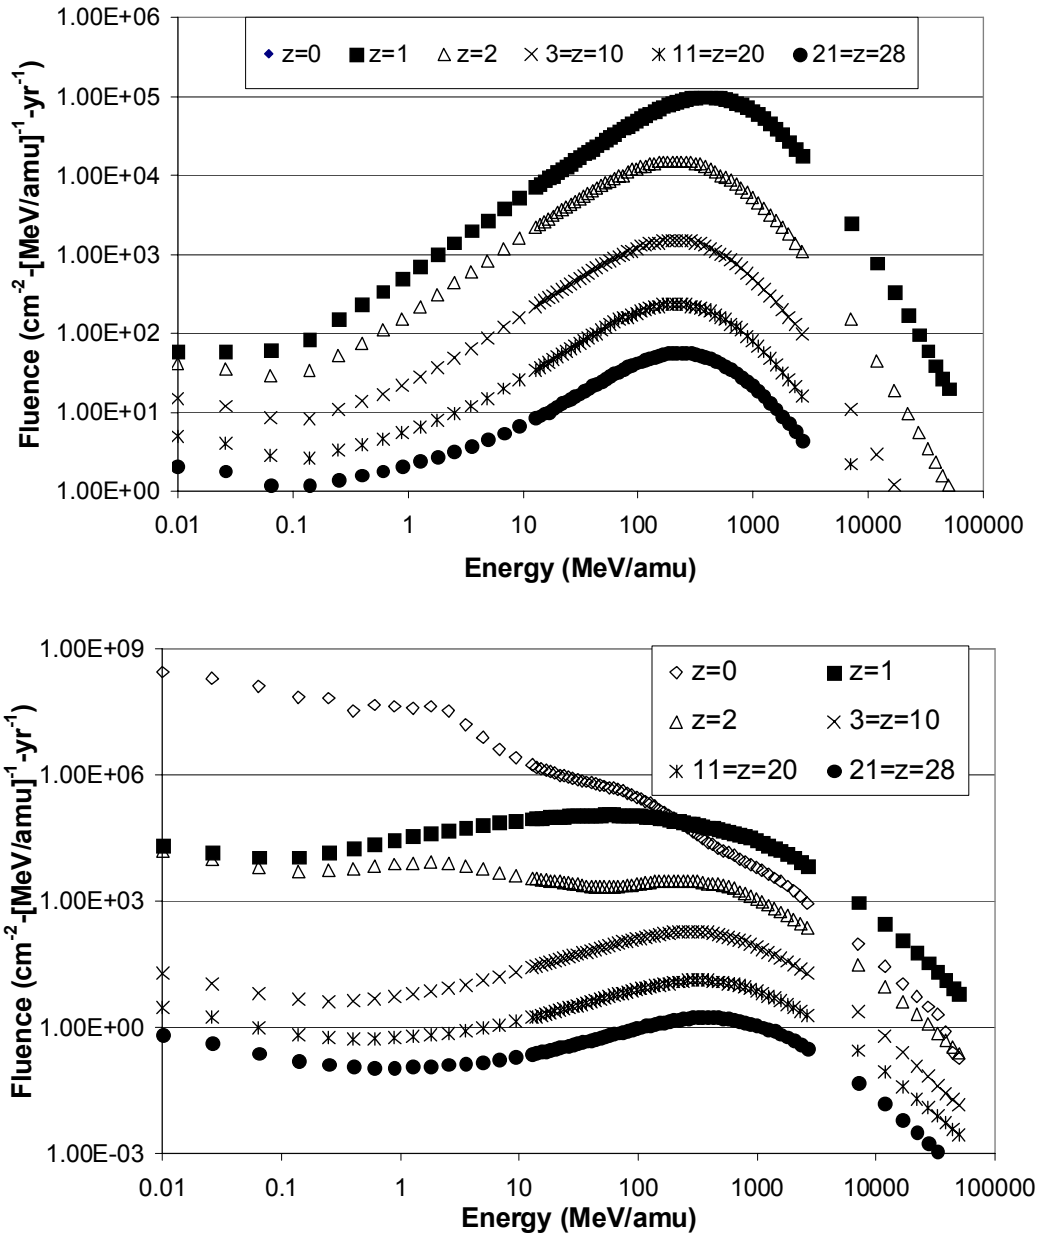 1.00E+06
z=0 z=1 z=2 3=z=10 11=z=20 21=z=28
1.00E+05
1.00E+04
1.00E+03
1.00E+02
1.00E+01
1.00E+00
Fluence (cm-2-[MeV/amu]-1-yr-1)
0.01 0.1 1 10 100 1000 10000 100000
Energy (MeV/amu)
1.00E+09
z=0 z=1
z=2 3=z=10
11=z=20 21=z=28
1.00E+06
1.00E+03
1.00E+00
1.00E-03
Fluence (cm-2-[MeV/amu]-1-yr-1)
0.01 0.1 1 10 100 1000 10000 100000
Energy (MeV/amu)